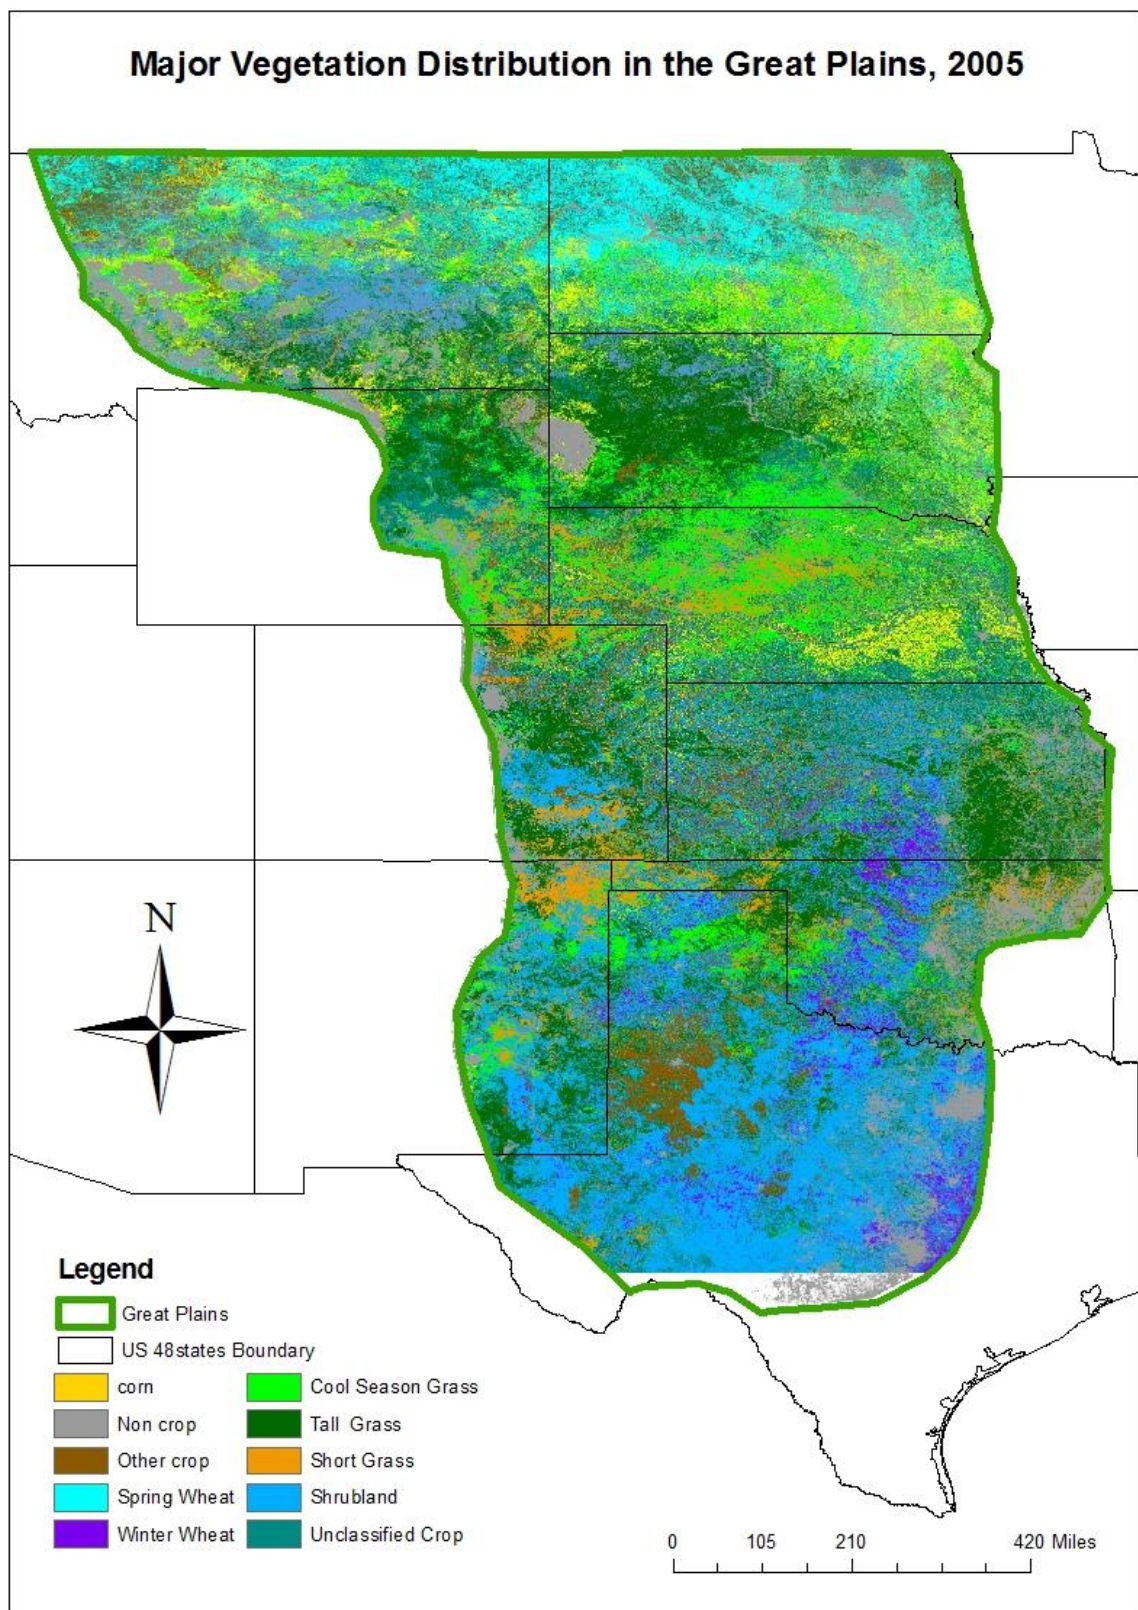 Major Vegetation Distribution in the Great Plains, 2005
N
Legend
Great Plains
US 48states Boundary
corn
Cool Season Grass
Non crop
Tall Grass
Other crop
Short Grass
Spring Wheat
Shrubland
Winter Wheat
Unclassified Crop
0 105 210 420 Miles